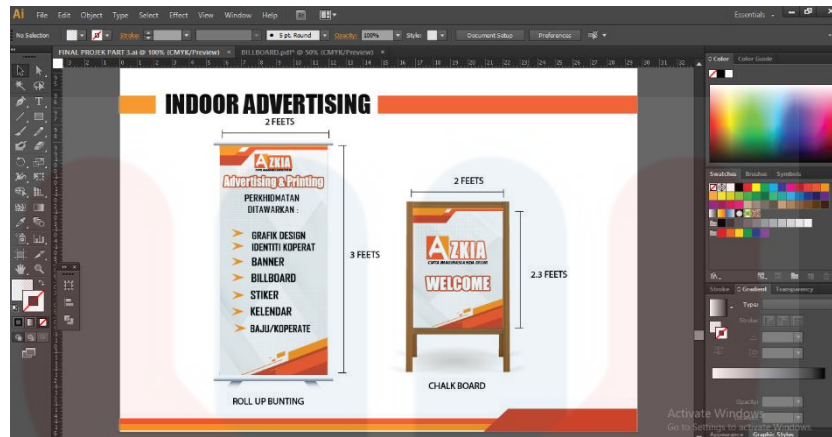 Ai File Edit Object Type Select Effect View Window Help
Essentials
No Selection Stroke: 5 pt. Round Opacity: 100% Style: Document Setup Preferences
FINAL PROJEK PART 3.ai @ 100% (CMYK/Preview) × BILLBOARD.pdf* @ 50% (CMYK/Preview) ×
Color Color Guide
INDOOR ADVERTISING
2 FEETS
AZKIA
Advertising & Printing
PERKHIDMATAN
DITAWARKAN :
GRAFIK DESIGN
IDENTITI KOPERAT
BANNER
BILLBOARD
STIKER
KELENDAR
BAJU/KOPERATE
3 FEETS
ROLL UP BUNTING
2 FEETS
AZKIA
WELCOME
2.3 FEETS
CHALK BOARD
Swatches Brushes Symbols
Stroke Gradient Transparency
Type:
Stroke:
Opacity:
Location:
Activate Windows
Go to Settings to activate Windows.
Appearance Graphic Styles